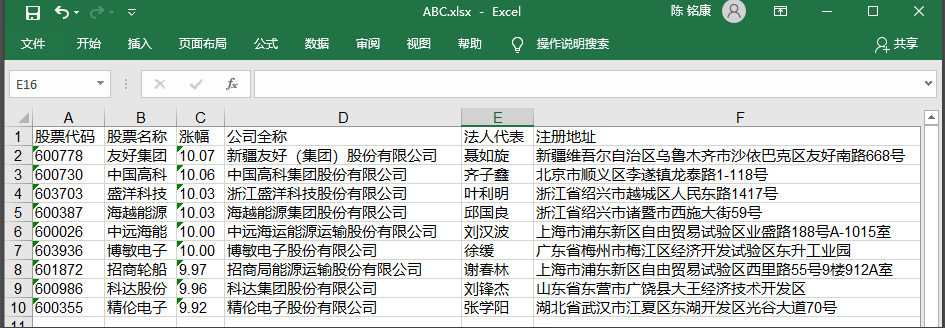 ABC.xlsx - Excel 陈 铭康
文件 开始 插入 页面布局 公式 数据 审阅 视图 帮助 操作说明搜索 共享
E16 fx
A B C D E F
1 股票代码 股票名称 涨幅 公司全称 法人代表 注册地址
2 600778 友好集团 10.07 新疆友好（集团）股份有限公司 聂如旋 新疆维吾尔自治区乌鲁木齐市沙依巴克区友好南路668号
3 600730 中国高科 10.06 中国高科集团股份有限公司 齐子鑫 北京市顺义区李遂镇龙泰路1-118号
4 603703 盛洋科技 10.03 浙江盛洋科技股份有限公司 叶利明 浙江省绍兴市越城区人民东路1417号
5 600387 海越能源 10.03 海越能源集团股份有限公司 邱国良 浙江省绍兴市诸暨市西施大街59号
6 600026 中远海能 10.00 中远海运能源运输股份有限公司 刘汉波 上海市浦东新区自由贸易试验区业盛路188号A-1015室
7 603936 博敏电子 10.00 博敏电子股份有限公司 徐缓 广东省梅州市梅江区经济开发试验区东升工业园
8 601872 招商轮船 9.97 招商局能源运输股份有限公司 谢春林 上海市浦东新区自由贸易试验区西里路55号9楼912A室
9 600986 科达股份 9.96 科达集团股份有限公司 刘锋杰 山东省东营市广饶县大王经济技术开发区
10 600355 精伦电子 9.92 精伦电子股份有限公司 张学阳 湖北省武汉市江夏区东湖开发区光谷大道70号
11